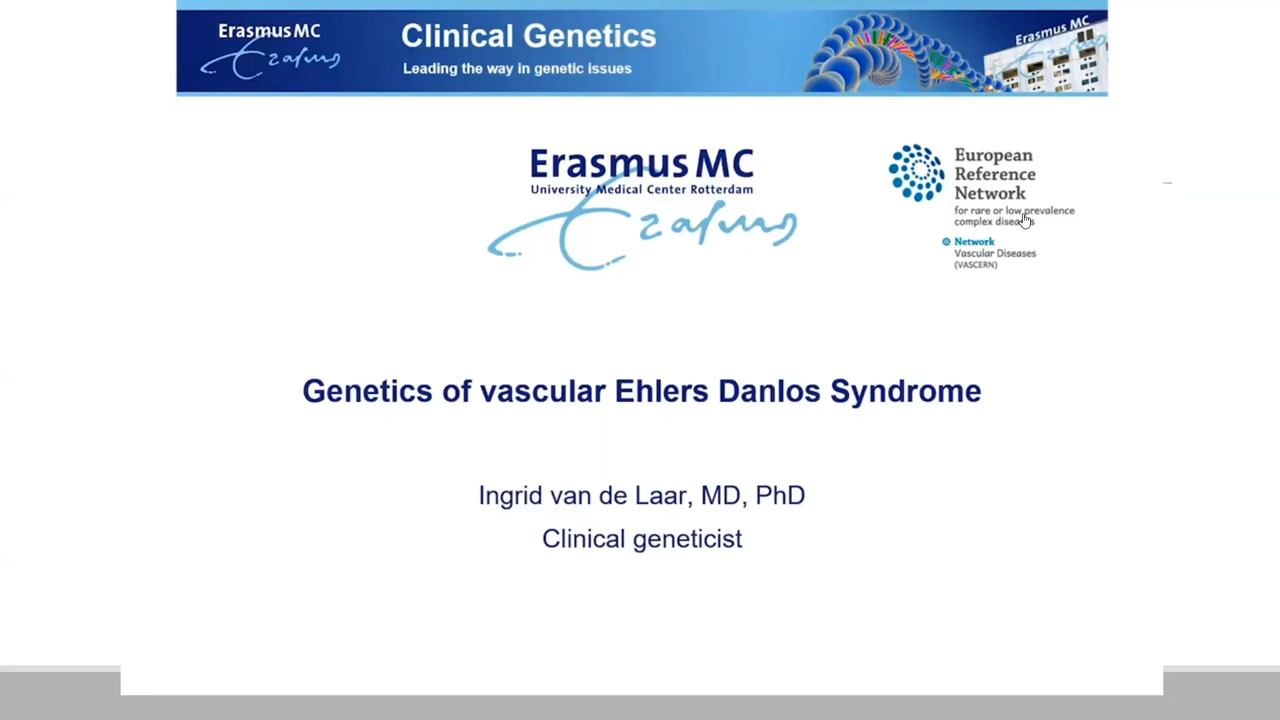 Erasmus MC
Erasmus
Clinical Genetics
Leading the way in genetic issues
Erasmus MC
Erasmus MC
University Medical Center Rotterdam
Erasmus
European
Reference
Network
for rare or low prevalence
complex diseases
Network
Vascular Diseases
(VASCERN)
Genetics of vascular Ehlers Danlos Syndrome
Ingrid van de Laar, MD, PhD
Clinical geneticist